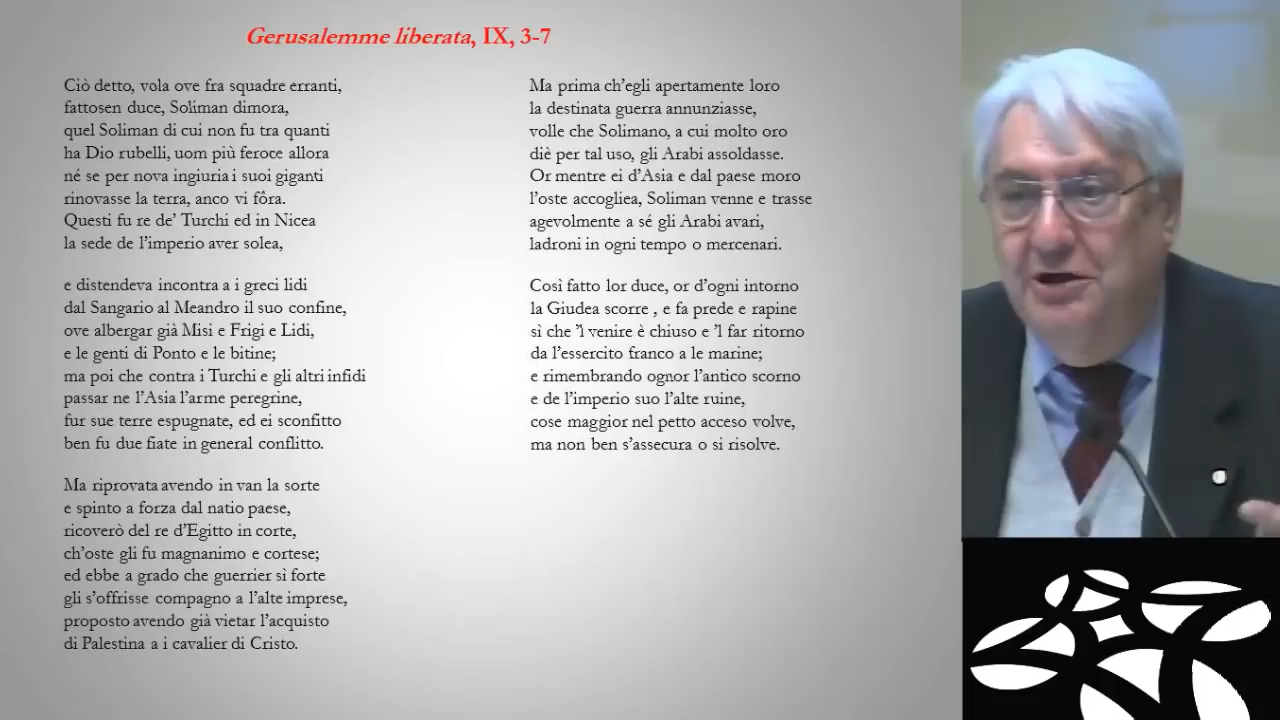 Gerusalemme liberata, IX, 3-7
Ciò detto, vola ove fra squadre erranti,
fattosen duce, Soliman dimora,
quel Soliman di cui non fu tra quanti
ha Dio rubelli, uom più feroce allora
né se per nova ingiuria i suoi giganti
rinovasse la terra, anco vi fôra.
Questi fu re de’ Turchi ed in Nicea
la sede de l’imperio aver solea,
e distendeva incontra a i greci lidi
dal Sangario al Meandro il suo confine,
ove albergar già Misi e Frigi e Lidi,
e le genti di Ponto e le bitine;
ma poi che contra i Turchi e gli altri infidi
passar ne l’Asia l’arme peregrine,
fur sue terre espugnate, ed ei sconfitto
ben fu due fiate in general conflitto.
Ma riprovata avendo in van la sorte
e spinto a forza dal natio paese,
ricoverò del re d’Egitto in corte,
ch’oste gli fu magnanimo e cortese;
ed ebbe a grado che guerrier sì forte
gli s’offrisse compagno a l’alte imprese,
proposto avendo già vietar l’acquisto
di Palestina a i cavalier di Cristo.
Ma prima ch’egli apertamente loro
la destinata guerra annunziasse,
volle che Solimano, a cui molto oro
diè per tal uso, gli Arabi assoldasse.
Or mentre ei d’Asia e dal paese moro
l’oste accogliea, Soliman venne e trasse
agevolmente a sé gli Arabi avari,
ladroni in ogni tempo o mercenari.
Così fatto lor duce, or d’ogni intorno
la Giudea scorre , e fa prede e rapine
sì che ’l venire è chiuso e ’l far ritorno
da l’essercito franco a le marine;
e rimembrando ognor l’antico scorno
e de l’imperio suo l’alte ruine,
cose maggior nel petto acceso volve,
ma non ben s’assecura o si risolve.